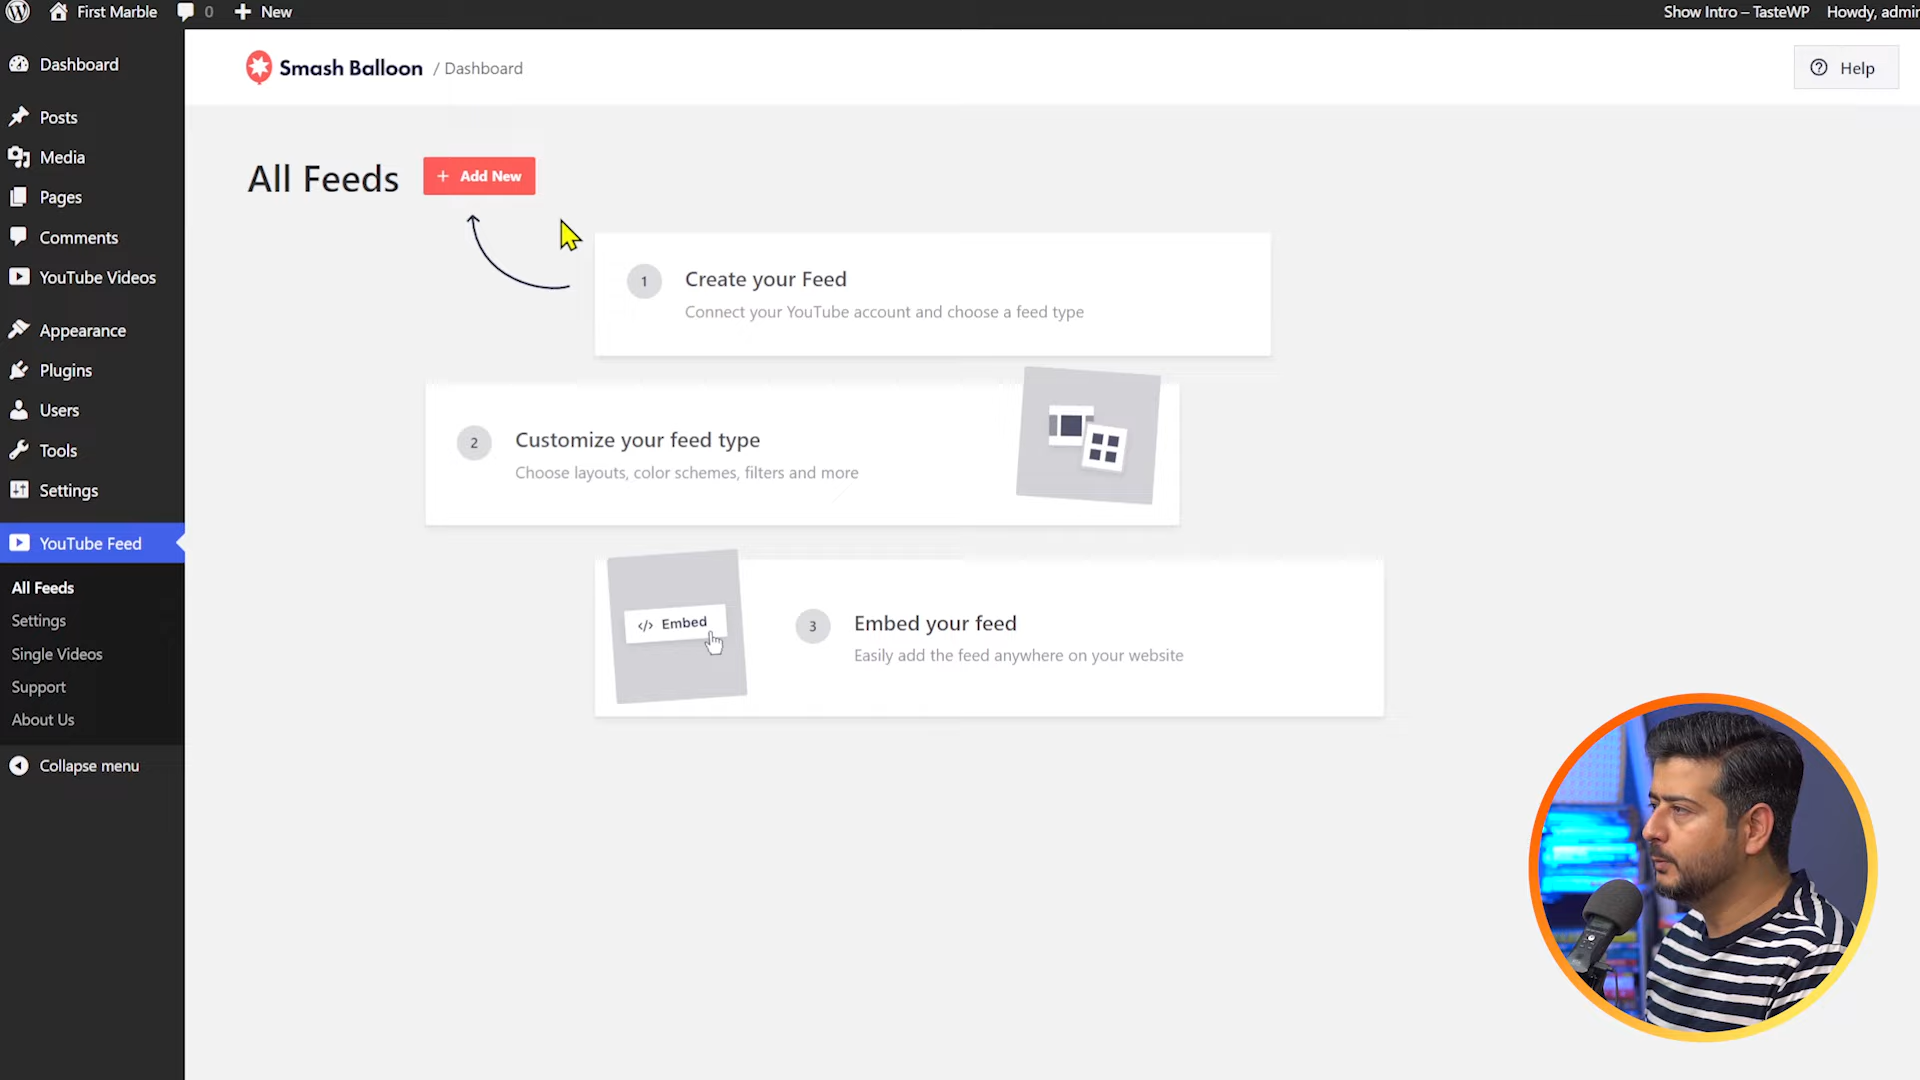 First Marble
0
New
Show Intro – TasteWP
Howdy, admin
Dashboard
Posts
Media
Pages
Comments
YouTube Videos
Appearance
Plugins
Users
Tools
Settings
YouTube Feed
All Feeds
Settings
Single Videos
Support
About Us
Collapse menu
Smash Balloon / Dashboard
Help
All Feeds
+ Add New
1
Create your Feed
Connect your YouTube account and choose a feed type
2
Customize your feed type
Choose layouts, color schemes, filters and more
</> Embed
3
Embed your feed
Easily add the feed anywhere on your website